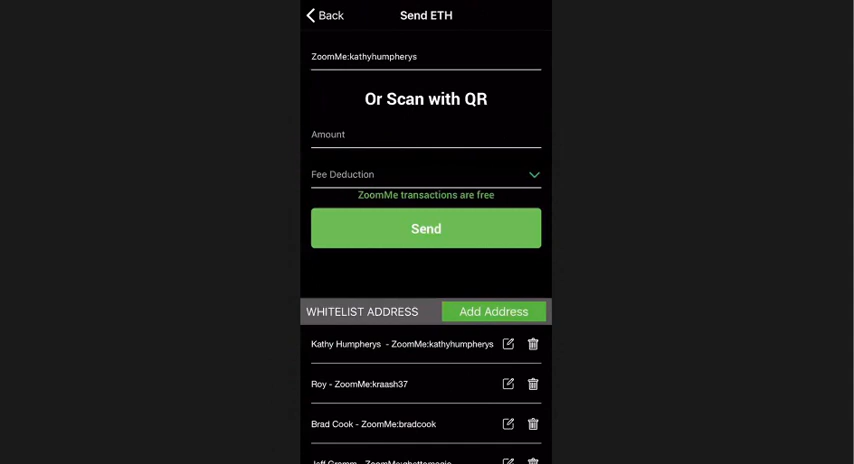 Back
Send ETH
ZoomMe:kathyhumpherys
Or Scan with QR
Amount
Fee Deduction
ZoomMe transactions are free
Send
WHITELIST ADDRESS Add Address
Kathy Humpherys - ZoomMe:kathyhumpherys
Roy - ZoomMe:kraash37
Brad Cook - ZoomMe:bradcook